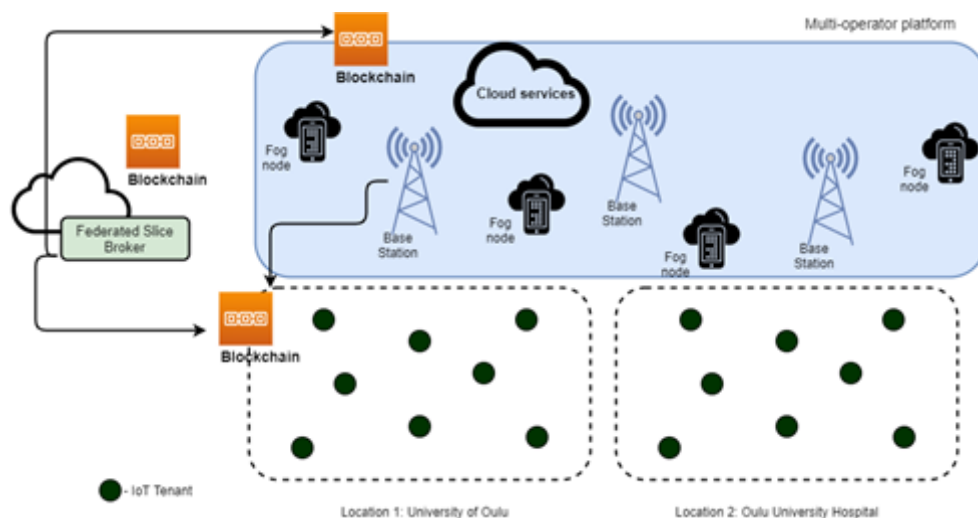 Multi-operator platform
Blockchain
Cloud services
Fog
node
Fog
node
Blockchain
Base
Station
Fog
node
Federated Slice
Broker
Base
Station
Fog
node
Base
Station
Blockchain
- IoT Tenant
Location 1: University of Oulu
Location 2: Oulu University Hospital